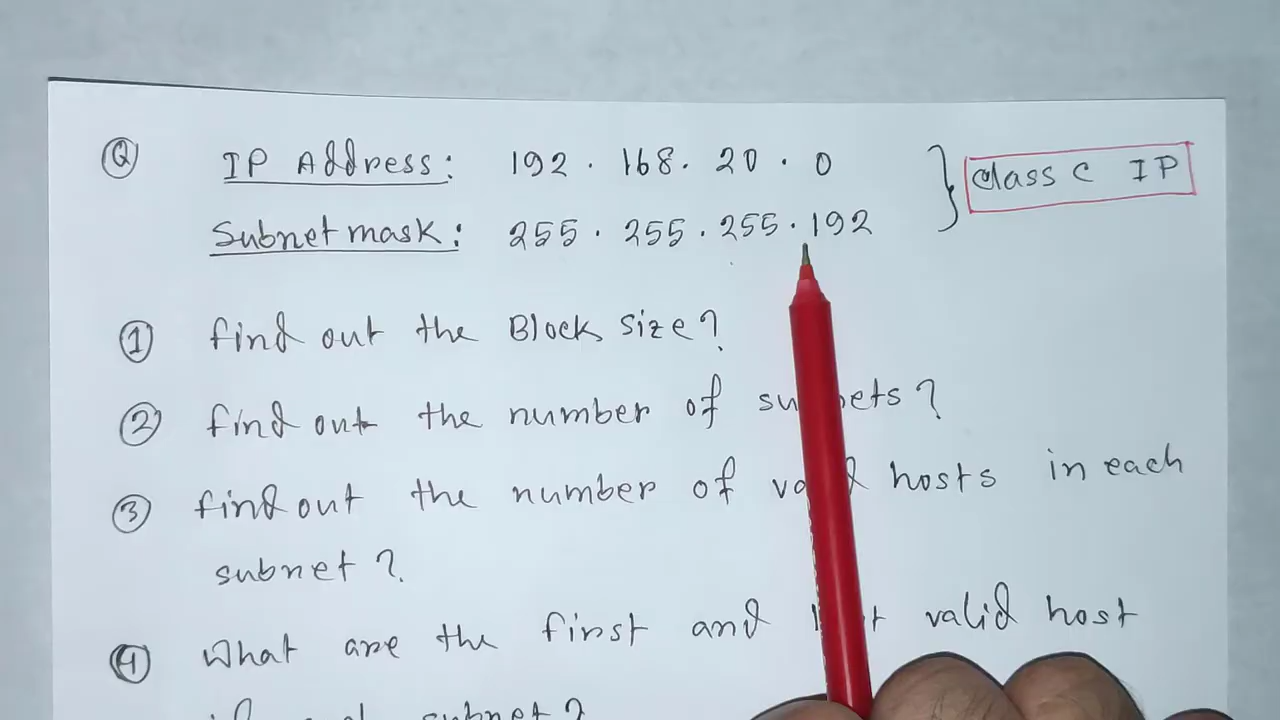 Q IP Address: 192.168.20.0
Class C IP
Subnet mask: 255.255.255.192
1 find out the Block size?
2 find out the number of
3 find out the number of hosts in each
subnet?
4 What are the first and valid host
subnet?